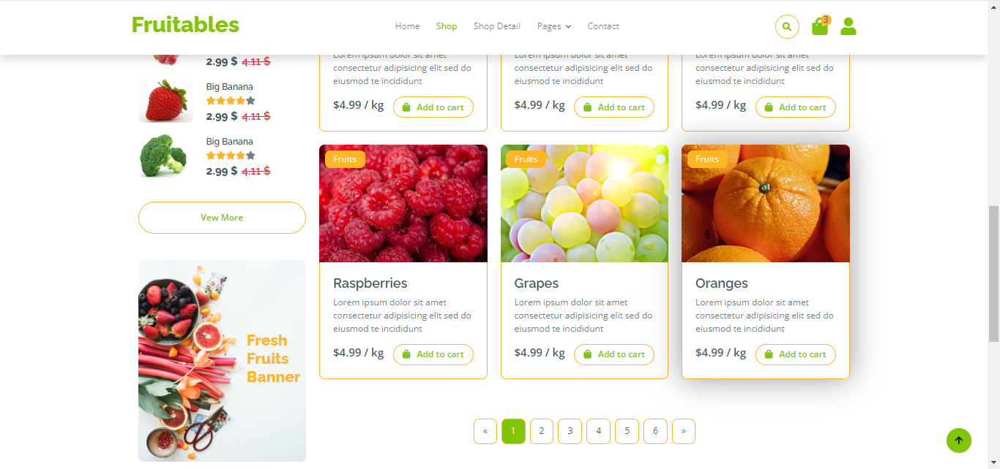 Fruitables
Home
Shop
Shop Detail
Pages
Contact
3
2.99 $ 4.11 $
Big Banana
2.99 $ 4.11 $
Big Banana
2.99 $ 4.11 $
Vew More
Fresh
Fruits
Banner
Lorem ipsum dolor sit amet
consectetur adipisicing elit sed do
eiusmod te incididunt
$4.99 / kg
Add to cart
Lorem ipsum dolor sit amet
consectetur adipisicing elit sed do
eiusmod te incididunt
$4.99 / kg
Add to cart
Lorem ipsum dolor sit amet
consectetur adipisicing elit sed do
eiusmod te incididunt
$4.99 / kg
Add to cart
Fruits
Raspberries
Lorem ipsum dolor sit amet
consectetur adipisicing elit sed do
eiusmod te incididunt
$4.99 / kg
Add to cart
Fruits
Grapes
Lorem ipsum dolor sit amet
consectetur adipisicing elit sed do
eiusmod te incididunt
$4.99 / kg
Add to cart
Fruits
Oranges
Lorem ipsum dolor sit amet
consectetur adipisicing elit sed do
eiusmod te incididunt
$4.99 / kg
Add to cart
« 1 2 3 4 5 6 »